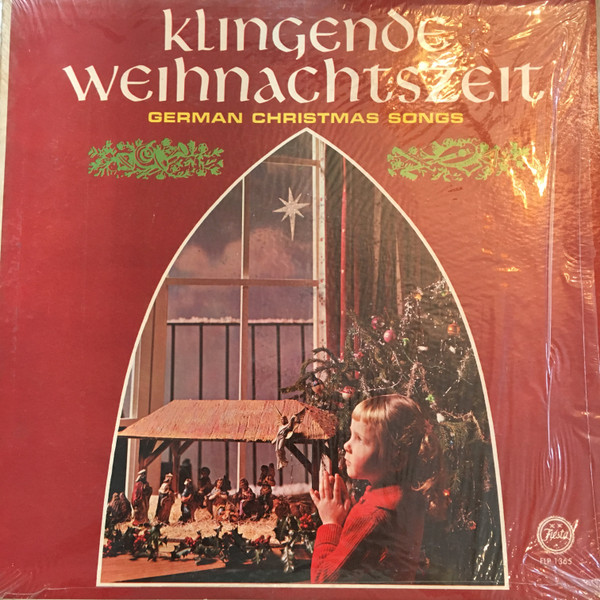 Klingende
Weihnachtszeit
GERMAN CHRISTMAS SONGS
Fiesta
FLP 1365